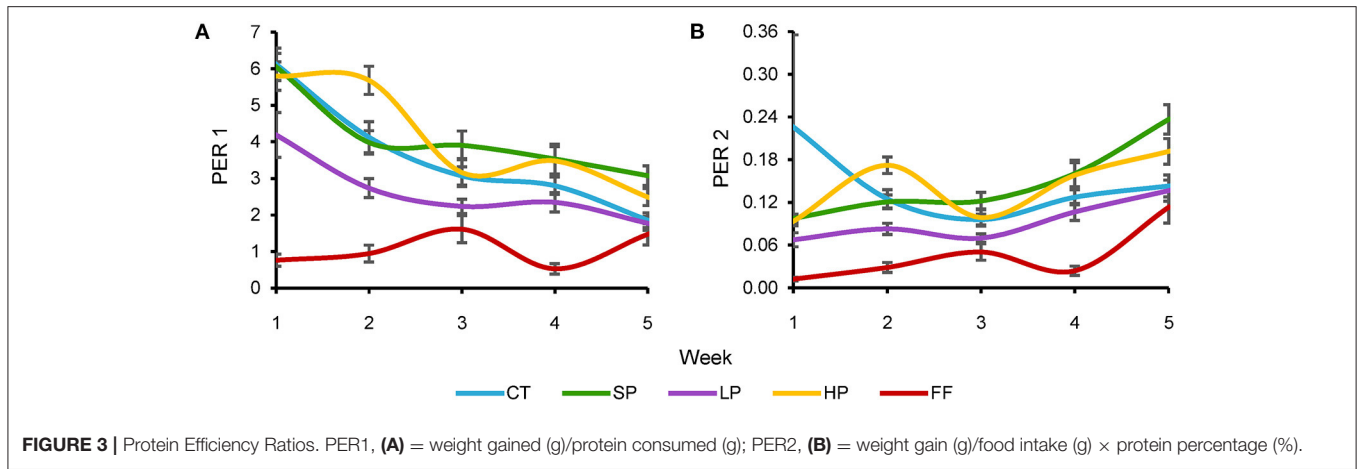 A
7
6
5
4
3
2
1
0
PER 1
1 2 3 4 5
B
0.36
0.30
0.24
0.18
0.12
0.06
0.00
PER 2
1 2 3 4 5
Week
CT SP LP HP FF
FIGURE 3 | Protein Efficiency Ratios. PER1, (A) = weight gained (g)/protein consumed (g); PER2, (B) = weight gain (g)/food intake (g) × protein percentage (%).